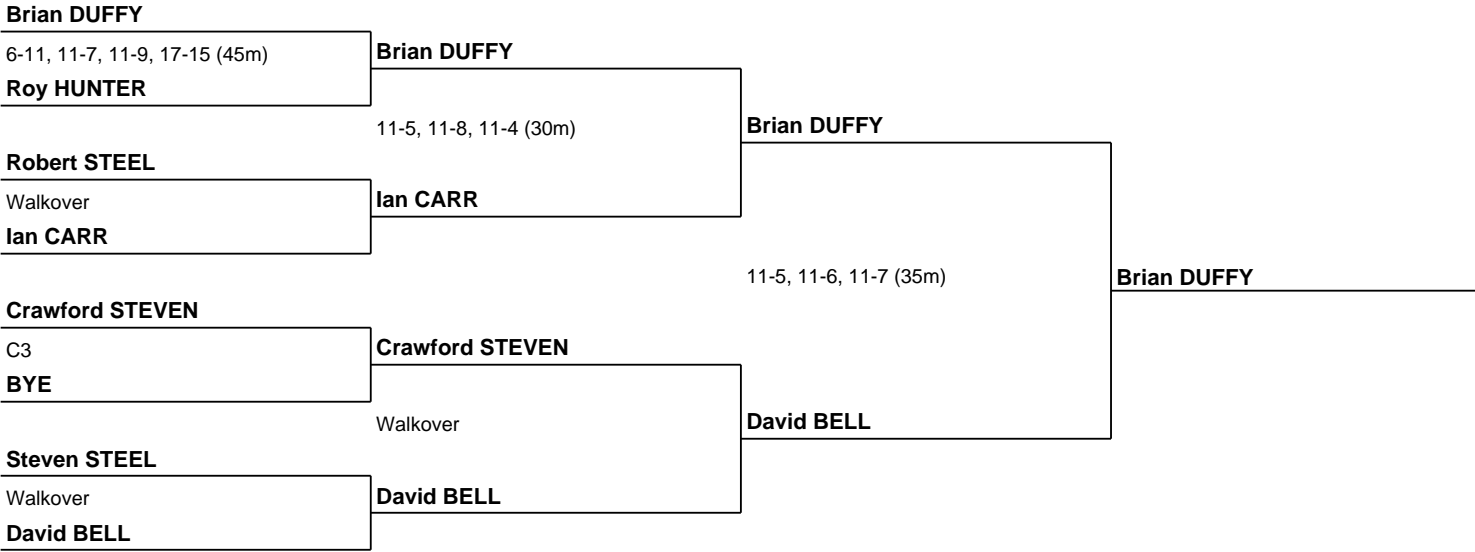 Brian DUFFY
6-11, 11-7, 11-9, 17-15 (45m)
Roy HUNTER
Robert STEEL
Walkover
Ian CARR
Crawford STEVEN
C3
BYE
Steven STEEL
Walkover
David BELL
Brian DUFFY
11-5, 11-8, 11-4 (30m)
Ian CARR
Crawford STEVEN
Walkover
David BELL
Brian DUFFY
11-5, 11-6, 11-7 (35m)
David BELL
Brian DUFFY